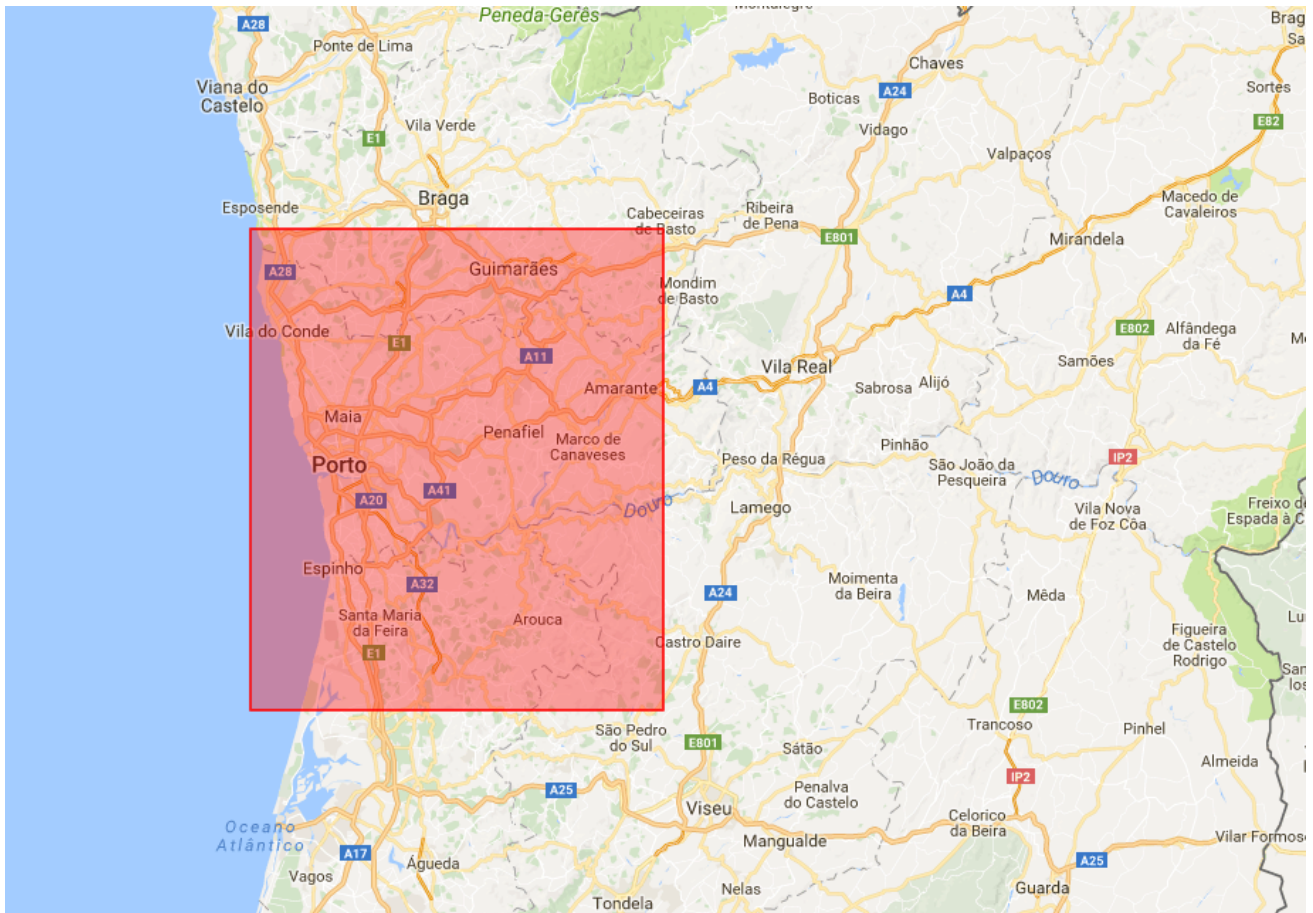 Montalegre
Peneda-Gerês
A28
Ponte de Lima
Viana do
Castelo
Chaves
Boticas
A24
Vidago
Sortes
E82
E1
Vila Verde
Valpaços
Braga
Esposende
Cabeceiras
de Basto
Ribeira
de Pena
Macedo de
Cavaleiros
E801
Mirandela
A28
Guimarães
Mondim
de Basto
A4
Vila do Conde
E1
A11
E802
Alfândega
da Fé
Samões
Vila Real
Amarante
A4
Sabrosa
Alijó
Maia
Penafiel
Marco de
Canaveses
Pinhão
Porto
Peso da Régua
São João da
Pesqueira
IP2
Douro
A41
A20
Douro
Lamego
Vila Nova
de Foz Côa
Freixo de
Espada à C
Espinho
A32
A24
Moimenta
da Beira
Mêda
Santa Maria
da Feira
Arouca
Castro Daire
Figueira
de Castelo
Rodrigo
E1
E802
Trancoso
Pinhel
São Pedro
do Sul
E801
Sátão
Almeida
IP2
A25
Penalva
do Castelo
Viseu
Celorico
da Beira
Oceano
Atlântico
Mangualde
Vilar Formoso
A17
Águeda
A25
Vagos
Nelas
Guarda
Tondela